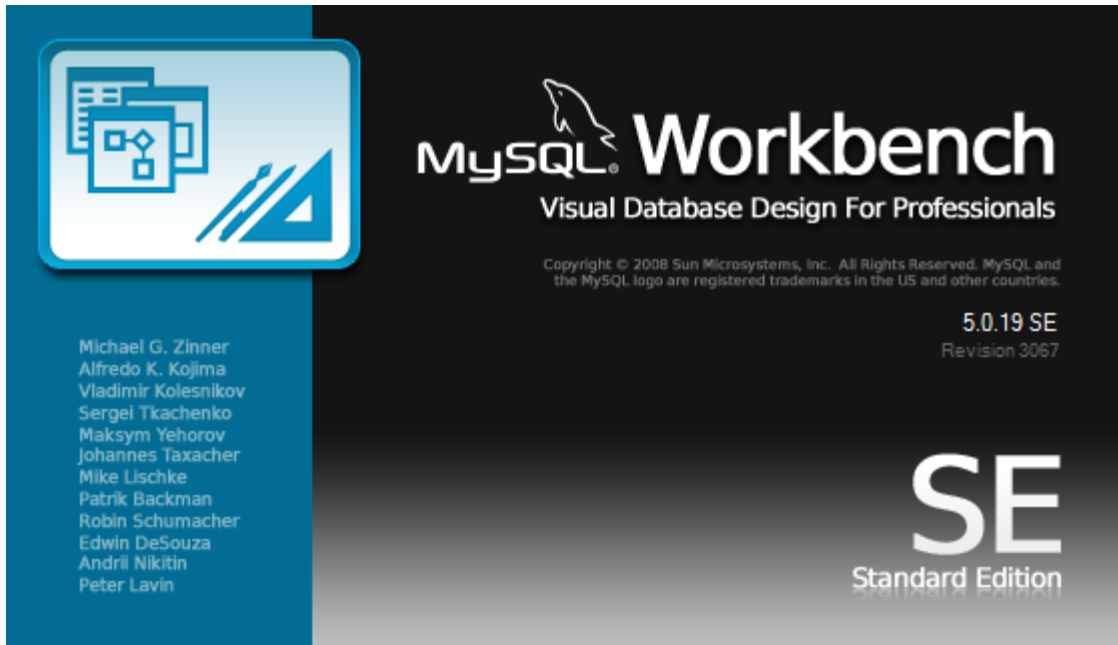 MySQL® Workbench
Visual Database Design For Professionals
Copyright © 2008 Sun Microsystems, Inc. All Rights Reserved. MySQL and
the MySQL logo are registered trademarks in the US and other countries.
5.0.19 SE
Revision 3067
Michael G. Zinner
Alfredo K. Kojima
Vladimir Kolesnikov
Sergei Tkachenko
Maksym Yehorov
Johannes Taxacher
Mike Lischke
Patrik Backman
Robin Schumacher
Edwin DeSouza
Andrii Nikitin
Peter Lavin
SE
Standard Edition